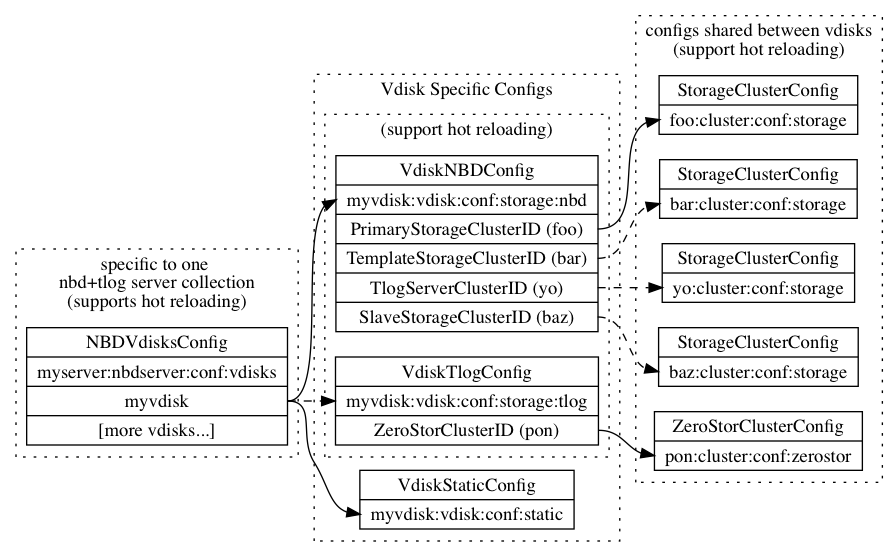 specific to one
nbd+tlog server collection
(supports hot reloading)
NBDVdisksConfig
myserver:nbdserver:conf:vdisks
myvdisk
[more vdisks...]
Vdisk Specific Configs
(support hot reloading)
VdiskNBDConfig
myvdisk:vdisk:conf:storage:nbd
PrimaryStorageClusterID (foo)
TemplateStorageClusterID (bar)
TlogServerClusterID (yo)
SlaveStorageClusterID (baz)
VdiskTlogConfig
myvdisk:vdisk:conf:storage:tlog
ZeroStorClusterID (pon)
VdiskStaticConfig
myvdisk:vdisk:conf:static
configs shared between vdisks
(support hot reloading)
StorageClusterConfig
foo:cluster:conf:storage
StorageClusterConfig
bar:cluster:conf:storage
StorageClusterConfig
yo:cluster:conf:storage
StorageClusterConfig
baz:cluster:conf:storage
ZeroStorClusterConfig
pon:cluster:conf:zerostor